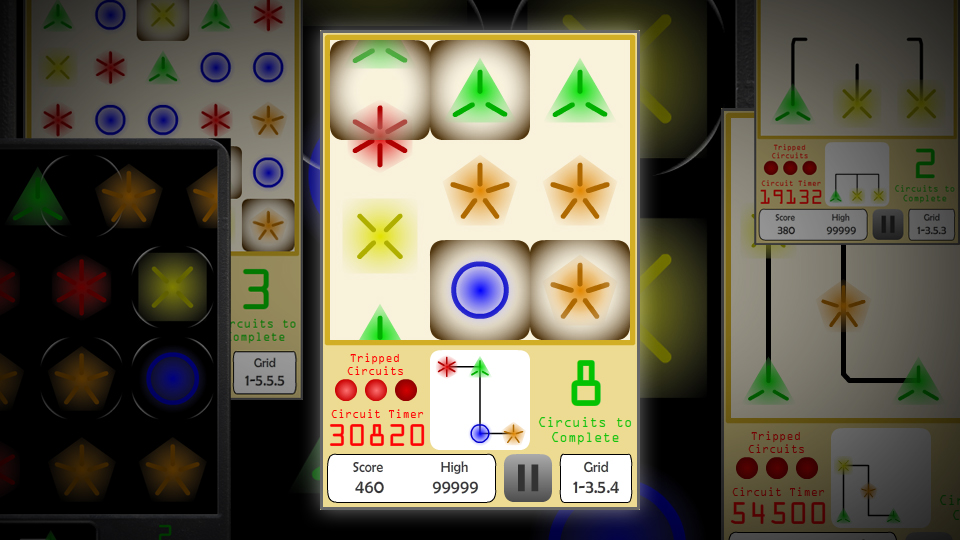 Tripped
Circuits
Circuit Timer
30820
8
Circuits to
Complete
Score
460
High
99999
Grid
1-3.5.4
3
rcuits to
omplete
Grid
1-5.5.5
Tripped
Circuits
Circuit Timer
19132
2
Circuits to
Complete
Score
380
High
99999
Grid
1-3.5.3
Tripped
Circuits
Circuit Timer
54500